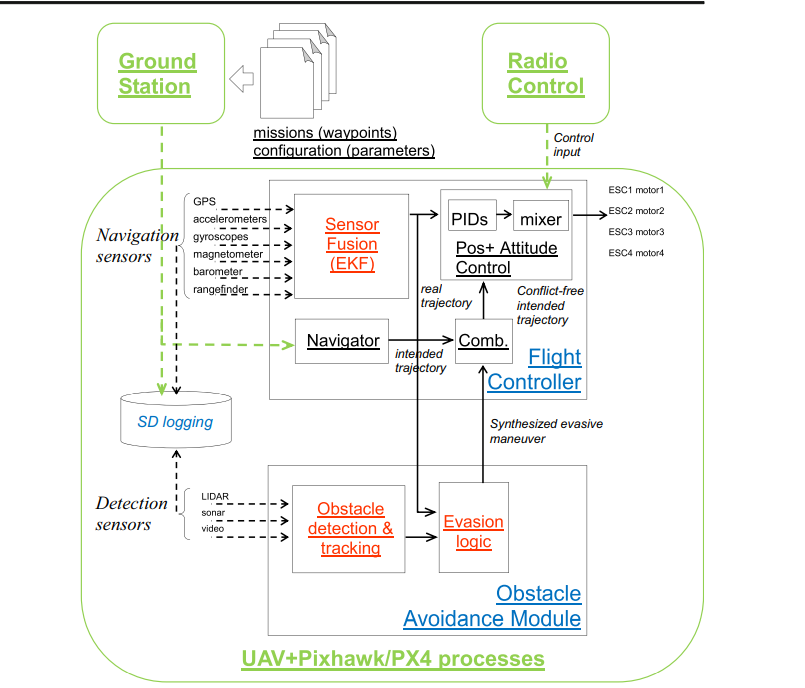 Ground
Station
missions (waypoints)
configuration (parameters)
Radio
Control
Control
input
Navigation
sensors
GPS
accelerometers
gyroscopes
magnetometer
barometer
rangefinder
Sensor
Fusion
(EKF)
PIDs
mixer
Pos+ Attitude
Control
ESC1 motor1
ESC2 motor2
ESC3 motor3
ESC4 motor4
real
trajectory
Conflict-free
intended
trajectory
Navigator
intended
trajectory
Comb.
Flight
Controller
SD logging
Synthesized evasive
maneuver
Detection
sensors
LIDAR
sonar
video
Obstacle
detection &
tracking
Evasion
logic
Obstacle
Avoidance Module
UAV+Pixhawk/PX4 processes